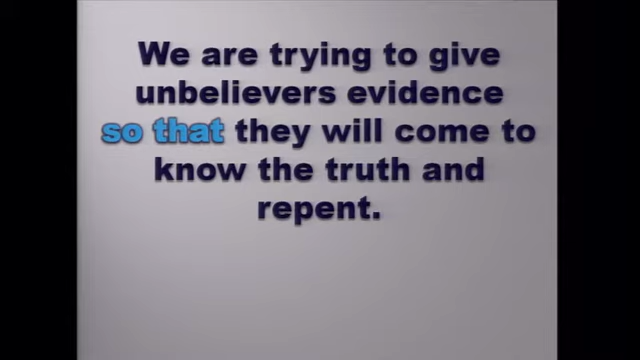 We are trying to give
unbelievers evidence
so that they will come to
know the truth and
repent.